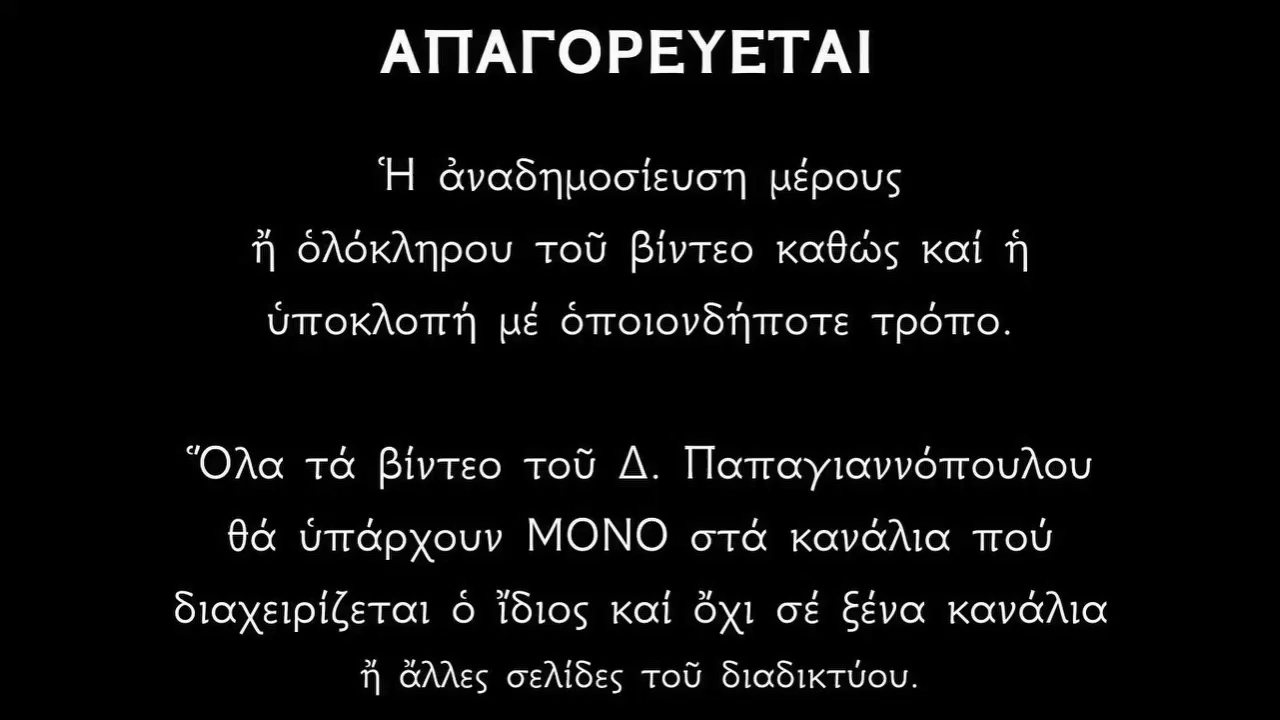 ΑΠΑΓΟΡΕΥΕΤΑΙ
Ἡ ἀναδημοσίευση μέρους
ἤ ὁλόκληρου τοῦ βίντεο καθώς καί ἡ
ὑποκλοπή μέ ὁποιονδήποτε τρόπο.
Ὅλα τά βίντεο τοῦ Δ. Παπαγιαννόπουλου
θά ὑπάρχουν ΜΟΝΟ στά κανάλια πού
διαχειρίζεται ὁ ἴδιος καί ὄχι σέ ξένα κανάλια
ἤ ἄλλες σελίδες τοῦ διαδικτύου.